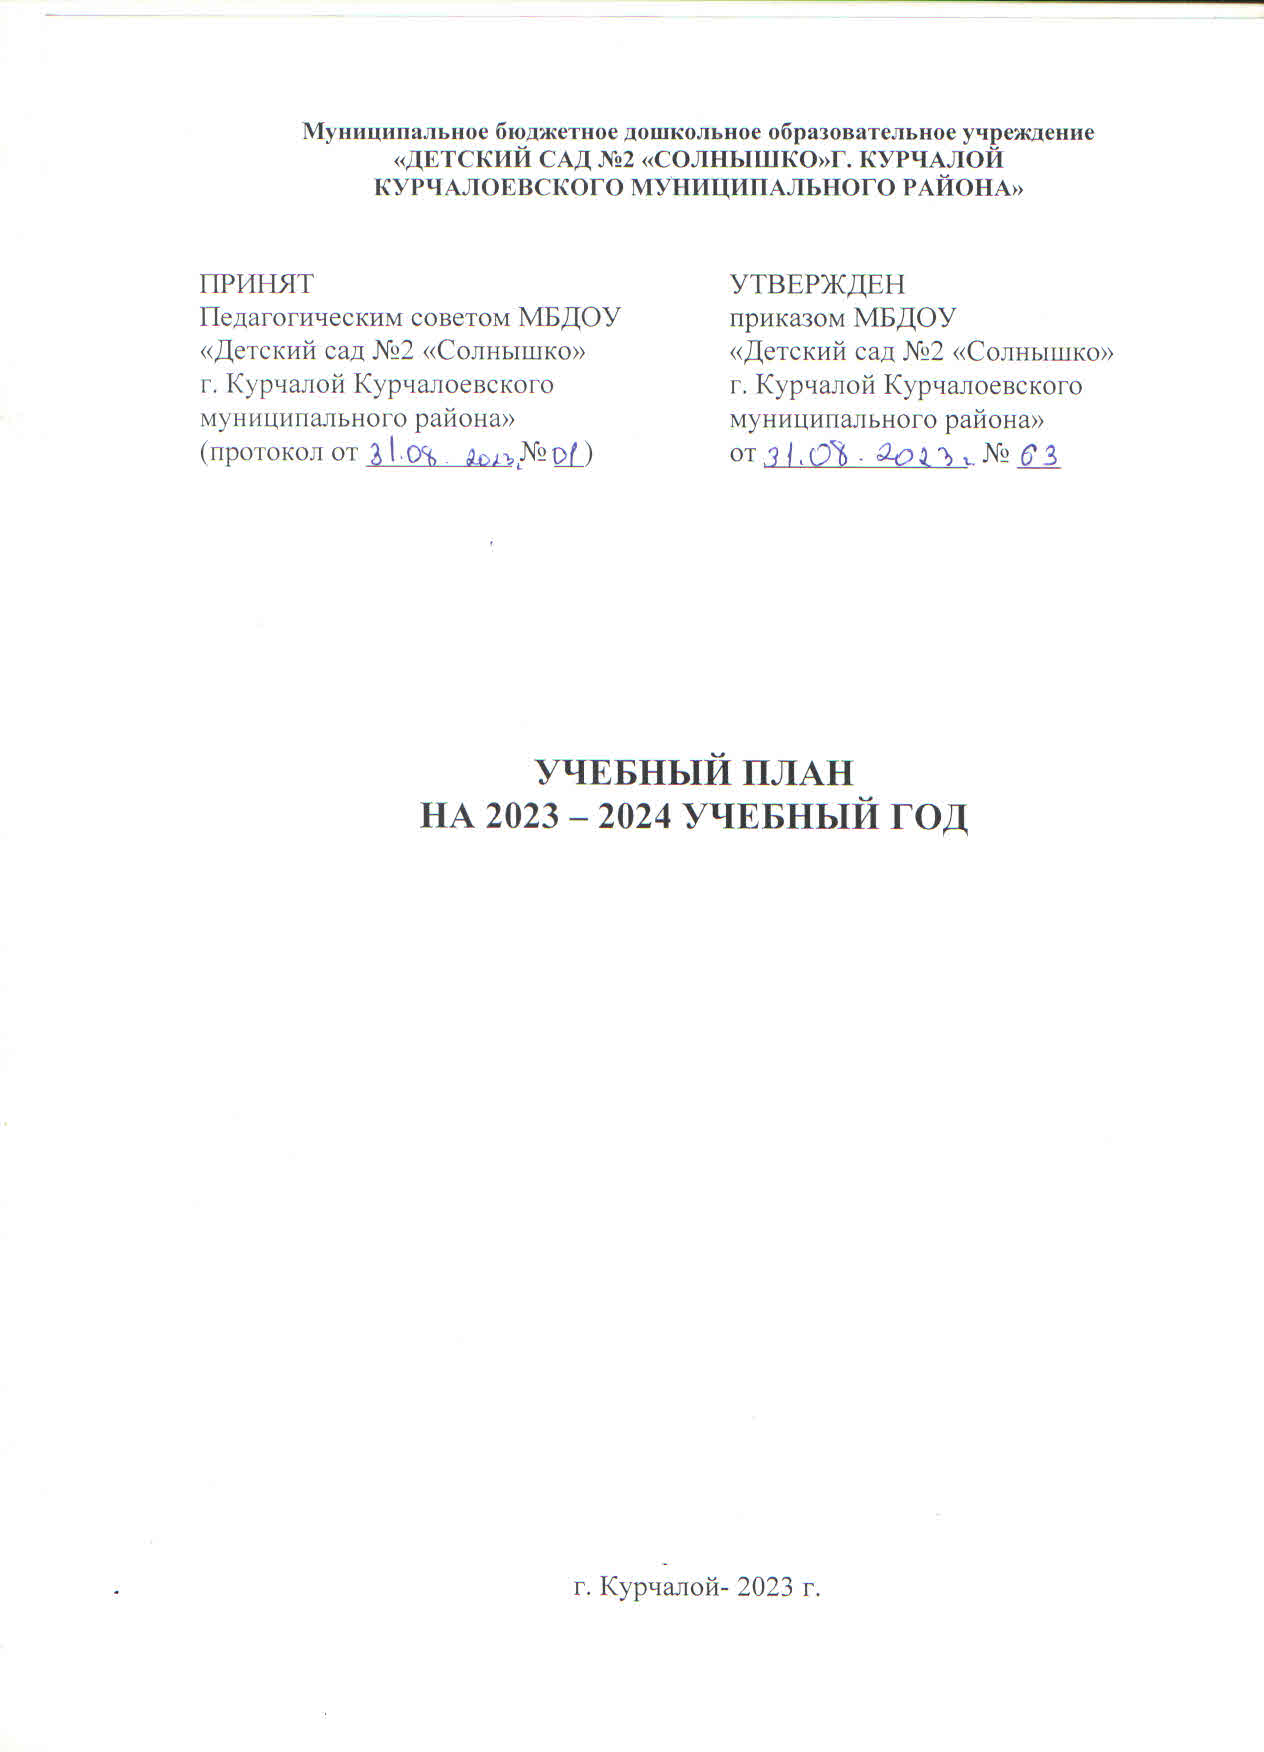 Муниципальное бюджетное дошкольное образовательное учреждение
«ДЕТСКИЙ САД №2 «СОЛНЫШКО»Г. КУРЧАЛОЙ
КУРЧАЛОЕВСКОГО МУНИЦИПАЛЬНОГО РАЙОНА»
ПРИНЯТ
Педагогическим советом МБДОУ
«Детский сад №2 «Солнышко»
г. Курчалой Курчалоевского
муниципального района»
(протокол от 31.08. 2023г №01)
УТВЕРЖДЕН
приказом МБДОУ
«Детский сад №2 «Солнышко»
г. Курчалой Курчалоевского
муниципального района»
от 31.08. 2023г. № 63
УЧЕБНЫЙ ПЛАН
НА 2023 – 2024 УЧЕБНЫЙ ГОД
г. Курчалой- 2023 г.